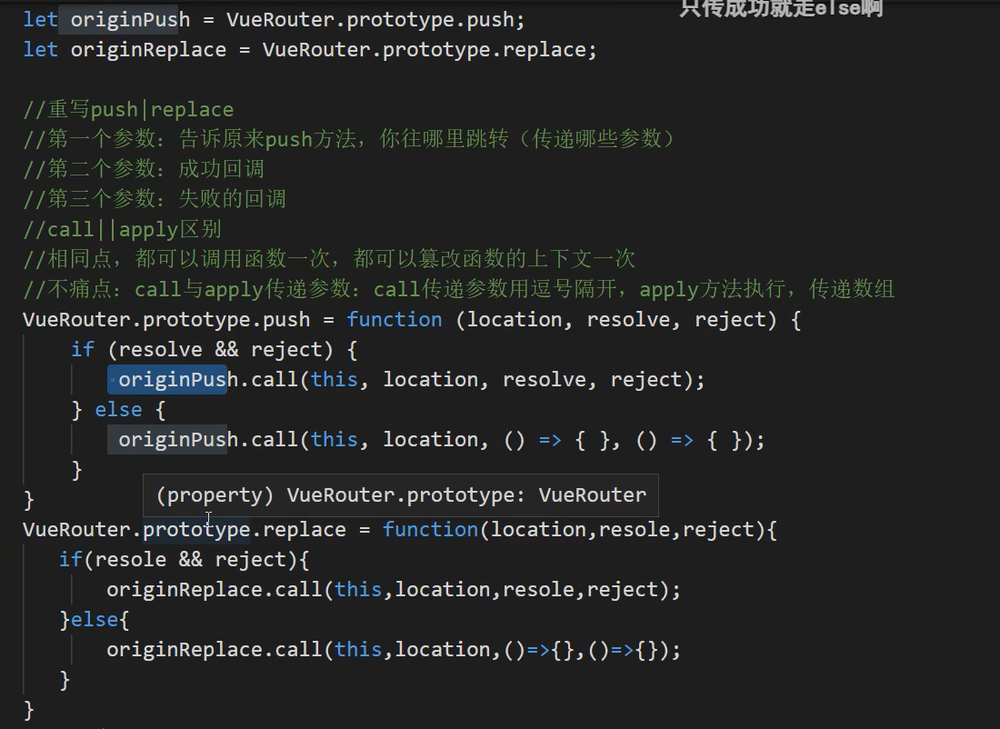 只传成功就走else啊
let originPush = VueRouter.prototype.push;
let originReplace = VueRouter.prototype.replace;
//重写push|replace
//第一个参数：告诉原来push方法，你往哪里跳转（传递哪些参数）
//第二个参数：成功回调
//第三个参数：失败的回调
//call||apply区别
//相同点，都可以调用函数一次，都可以篡改函数的上下文一次
//不痛点：call与apply传递参数：call传递参数用逗号隔开，apply方法执行，传递数组
VueRouter.prototype.push = function (location, resolve, reject) {
if (resolve && reject) {
originPush.call(this, location, resolve, reject);
} else {
originPush.call(this, location, () => { }, () => { });
}
}
(property) VueRouter.prototype: VueRouter
VueRouter.prototype.replace = function(location,resole,reject){
if(resole && reject){
originReplace.call(this,location,resole,reject);
}else{
originReplace.call(this,location,()=>{},()=>{});
}
}